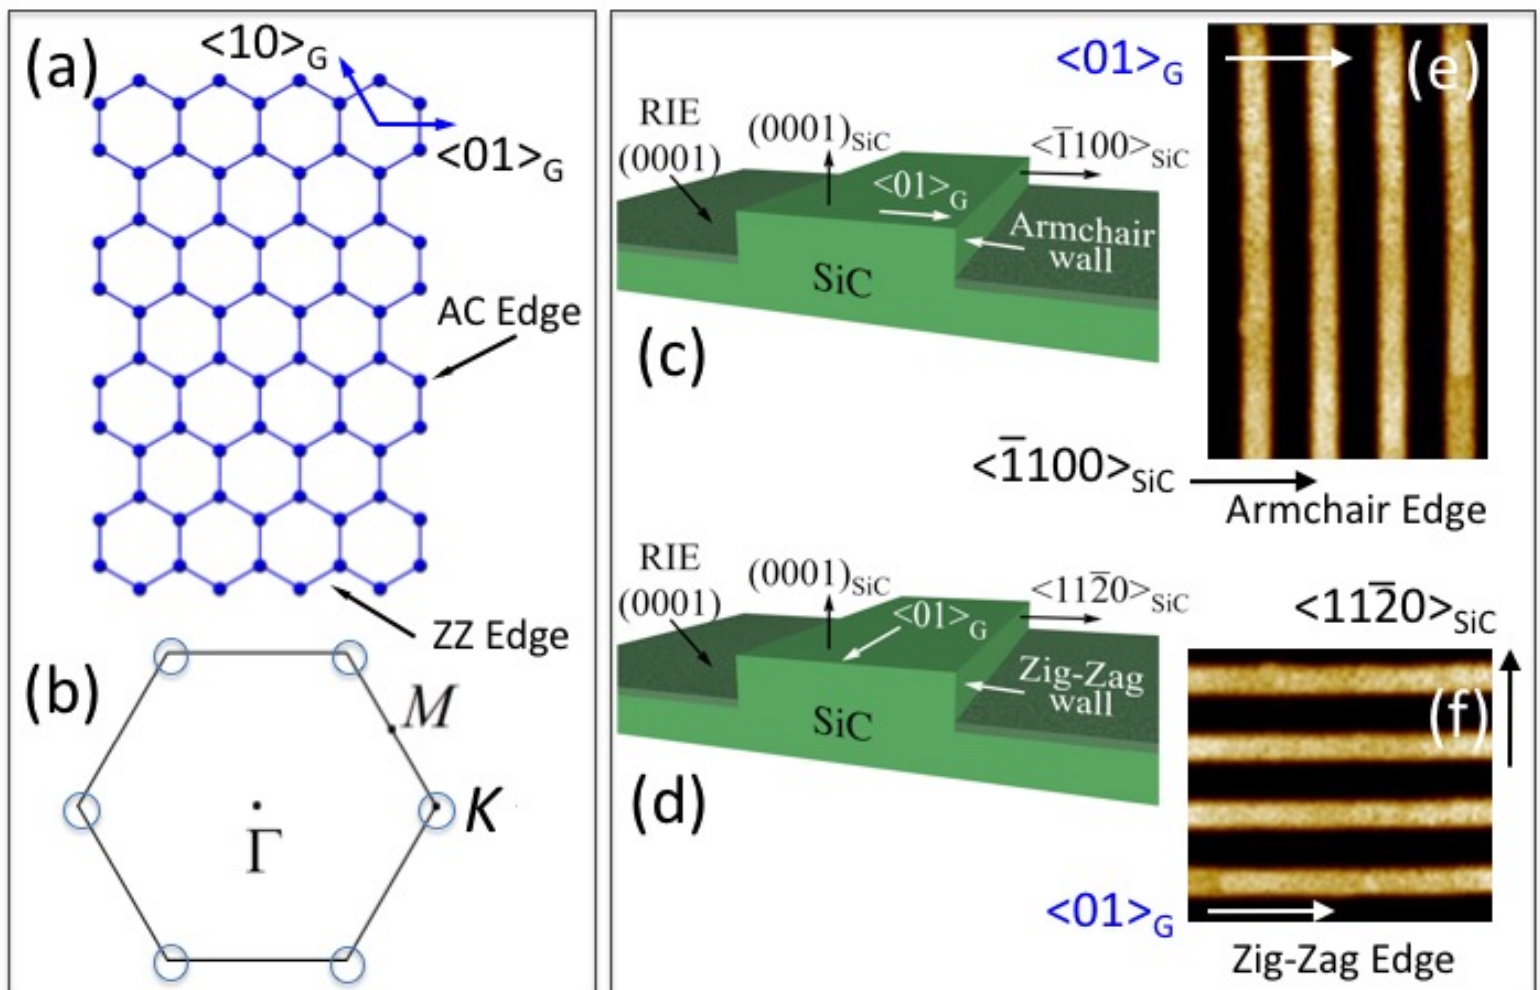 (a)
<10>G
<01>G
AC Edge
ZZ Edge
(b)
M
K
Γ
<01>G
(e)
RIE
(0001)
(0001)SiC
<1̅100>SiC
<01>G
Armchair
wall
SiC
(c)
<1̅100>SiC
Armchair Edge
RIE
(0001)
(0001)SiC
<112̅0>SiC
<01>G
Zig-Zag
wall
SiC
(d)
<112̅0>SiC
(f)
<01>G
Zig-Zag Edge